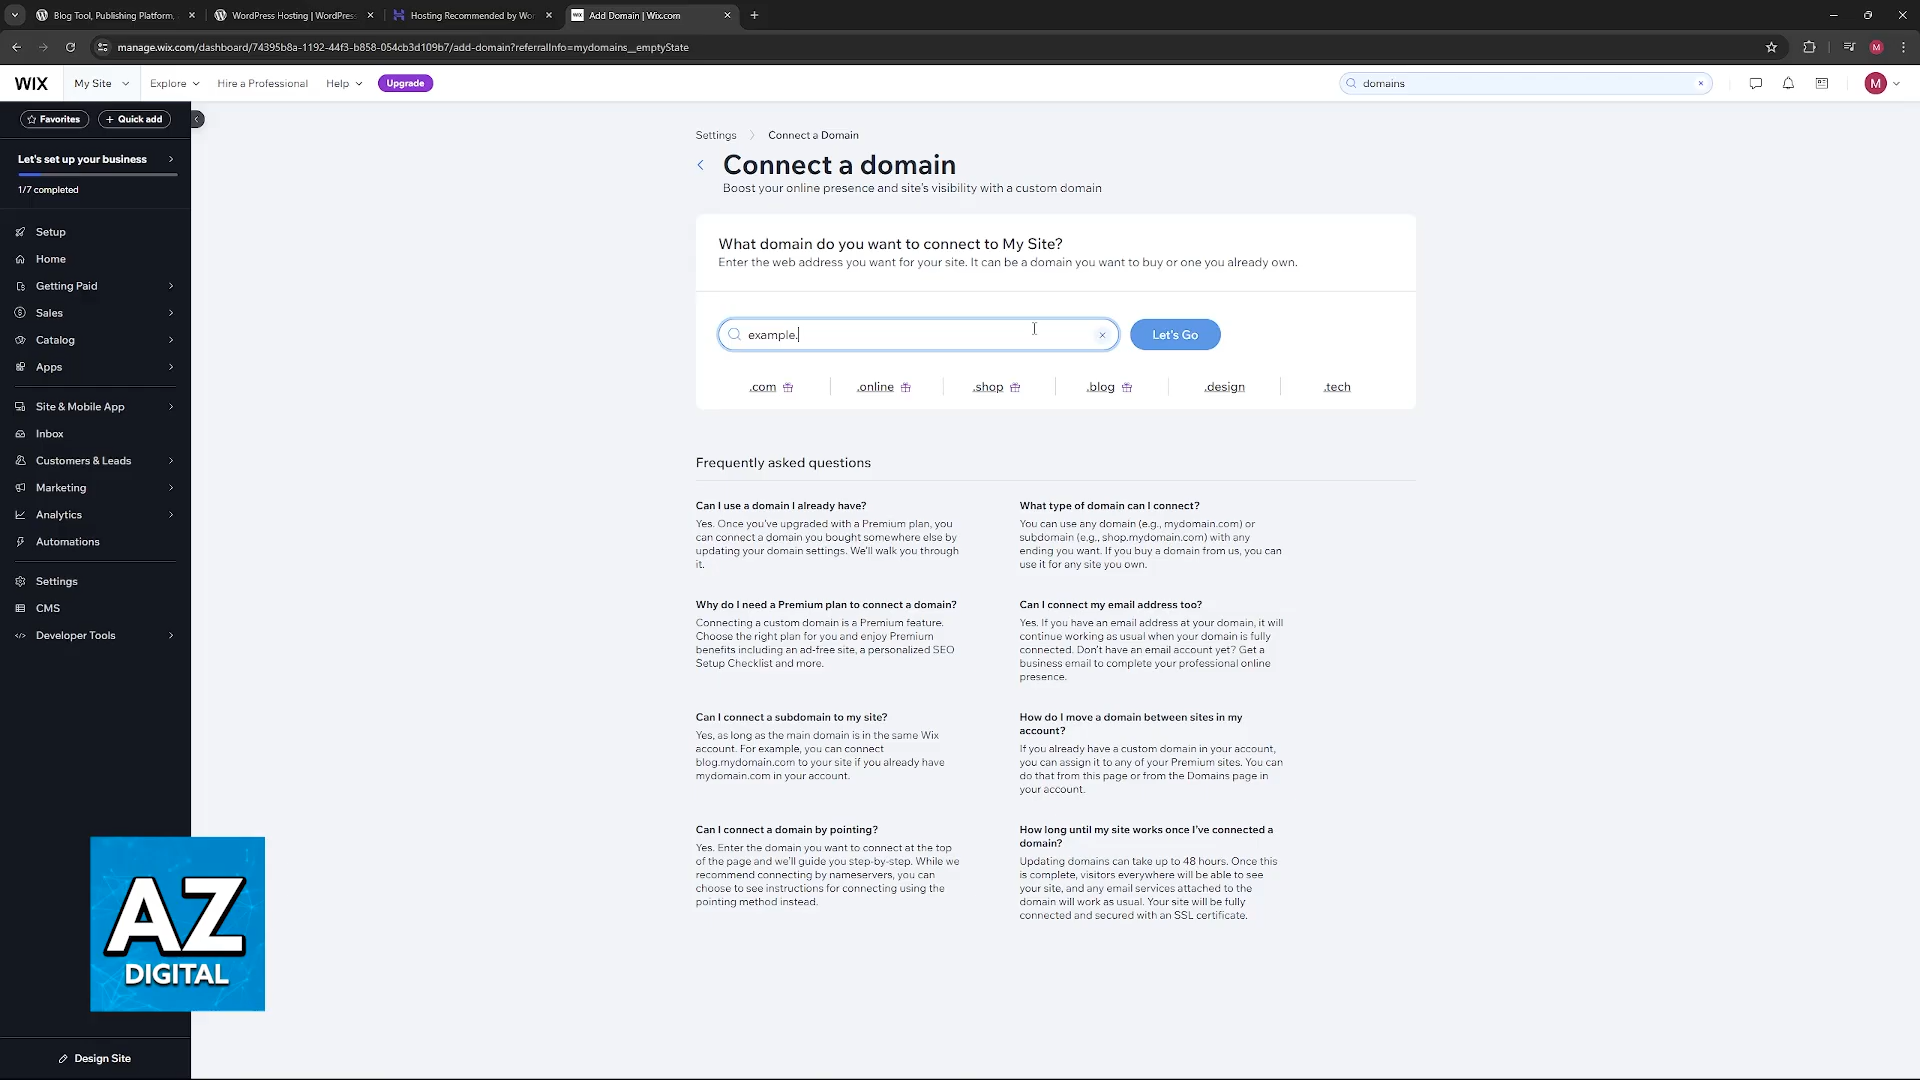 Blog Tool, Publishing Platform,
WordPress Hosting | WordPress
Hosting Recommended by Wor
Add Domain | Wix.com
manage.wix.com/dashboard/74395b8a-1192-44f3-b858-054cb3d109b7/add-domain?referralInfo=mydomains__emptyState
M
WIX
My Site
Explore
Hire a Professional
Help
Upgrade
domains
M
Favorites
+ Quick add
Let's set up your business
1/7 completed
Setup
Home
Getting Paid
Sales
Catalog
Apps
Site & Mobile App
Inbox
Customers & Leads
Marketing
Analytics
Automations
Settings
CMS
Developer Tools
AZ
DIGITAL
Design Site
Settings
Connect a Domain
Connect a domain
Boost your online presence and site's visibility with a custom domain
What domain do you want to connect to My Site?
Enter the web address you want for your site. It can be a domain you want to buy or one you already own.
example.
Let's Go
.com
.online
.shop
.blog
.design
.tech
Frequently asked questions
Can I use a domain I already have?
Yes. Once you've upgraded with a Premium plan, you
can connect a domain you bought somewhere else by
updating your domain settings. We'll walk you through
it.
What type of domain can I connect?
You can use any domain (e.g., mydomain.com) or
subdomain (e.g., shop.mydomain.com) with any
ending you want. If you buy a domain from us, you can
use it for any site you own.
Why do I need a Premium plan to connect a domain?
Connecting a custom domain is a Premium feature.
Choose the right plan for you and enjoy Premium
benefits including an ad-free site, a personalized SEO
Setup Checklist and more.
Can I connect my email address too?
Yes. If you have an email address at your domain, it will
continue working as usual when your domain is fully
connected. Don't have an email account yet? Get a
business email to complete your professional online
presence.
Can I connect a subdomain to my site?
Yes, as long as the main domain is in the same Wix
account. For example, you can connect
blog.mydomain.com to your site if you already have
mydomain.com in your account.
How do I move a domain between sites in my
account?
If you already have a custom domain in your account,
you can assign it to any of your Premium sites. You can
do that from this page or from the Domains page in
your account.
Can I connect a domain by pointing?
Yes. Enter the domain you want to connect at the top
of the page and we'll guide you step-by-step. While we
recommend connecting by nameservers, you can
choose to see instructions for connecting using the
pointing method instead.
How long until my site works once I've connected a
domain?
Updating domains can take up to 48 hours. Once this
is complete, visitors everywhere will be able to see
your site, and any email services attached to the
domain will work as usual. Your site will be fully
connected and secured with an SSL certificate.